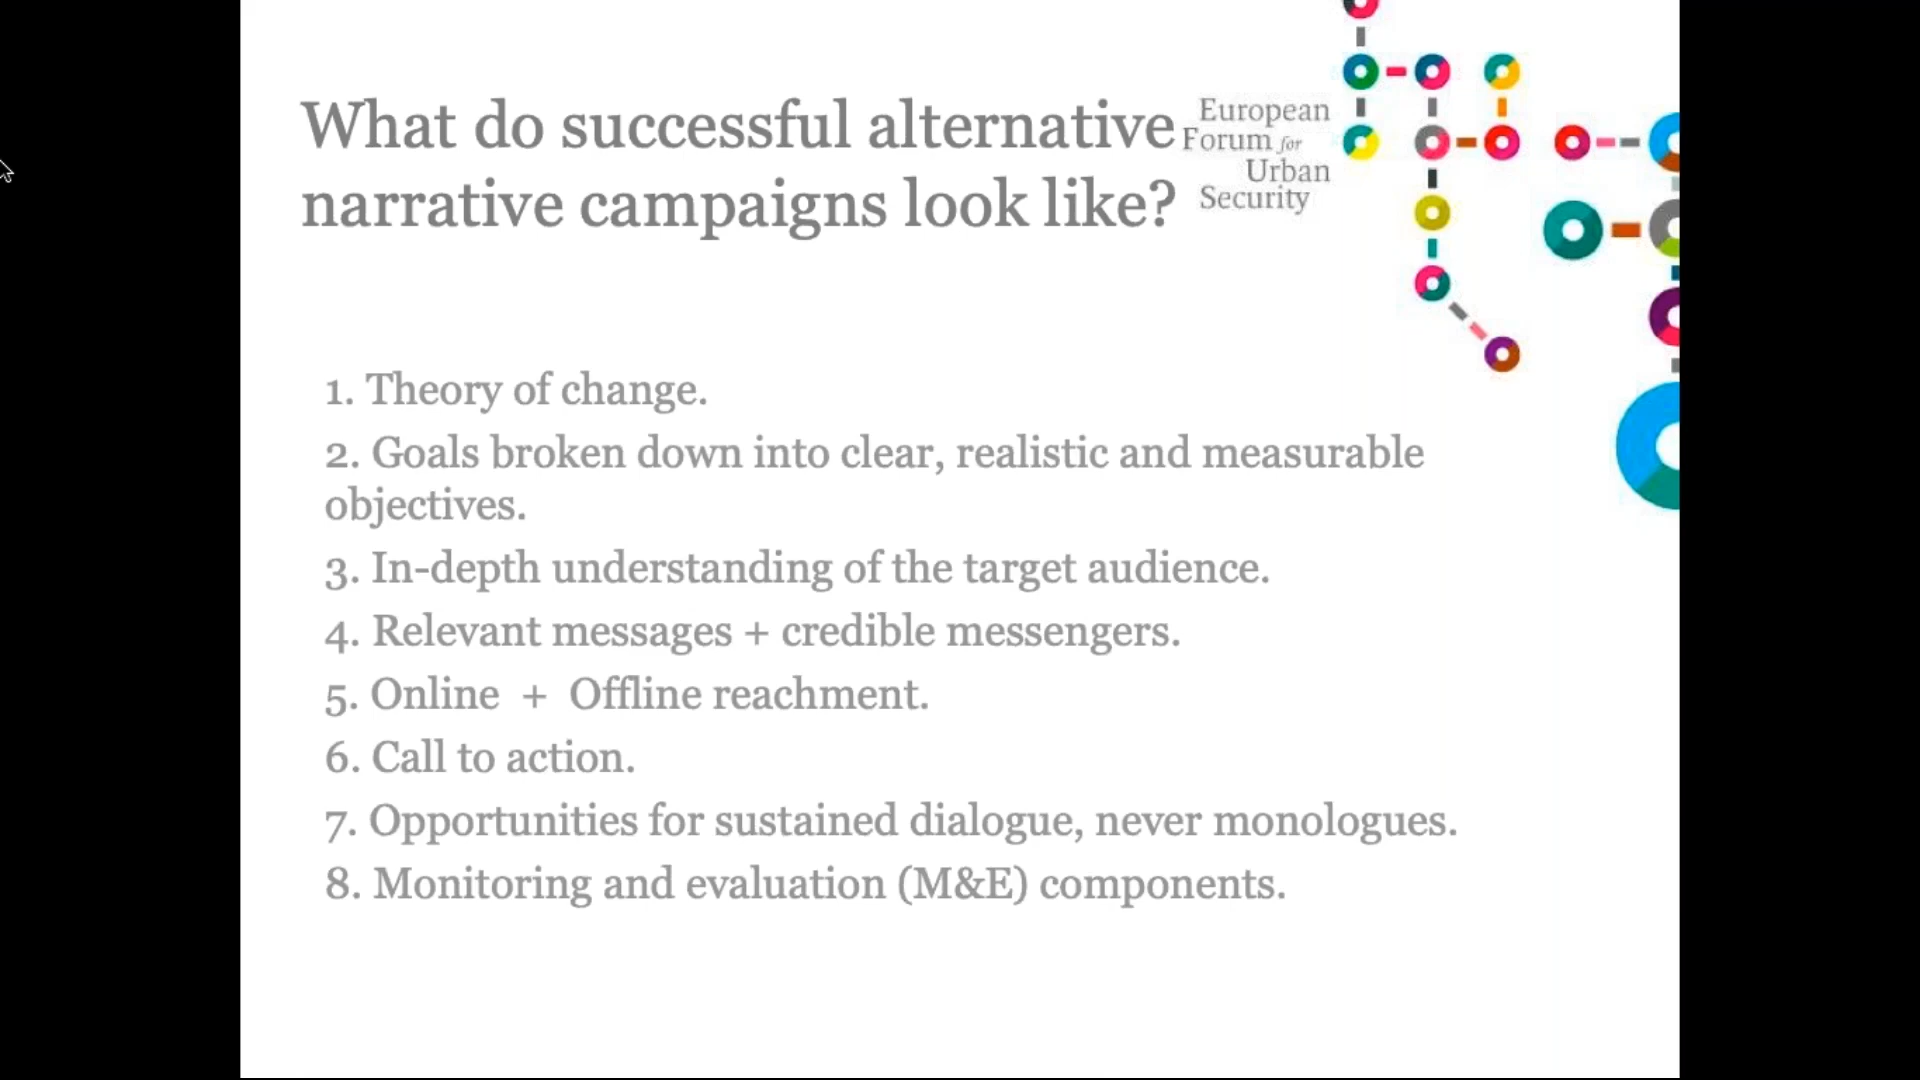 What do successful alternative
narrative campaigns look like?
European
Forum for
Urban
Security
1. Theory of change.
2. Goals broken down into clear, realistic and measurable
objectives.
3. In-depth understanding of the target audience.
4. Relevant messages + credible messengers.
5. Online + Offline reachment.
6. Call to action.
7. Opportunities for sustained dialogue, never monologues.
8. Monitoring and evaluation (M&E) components.